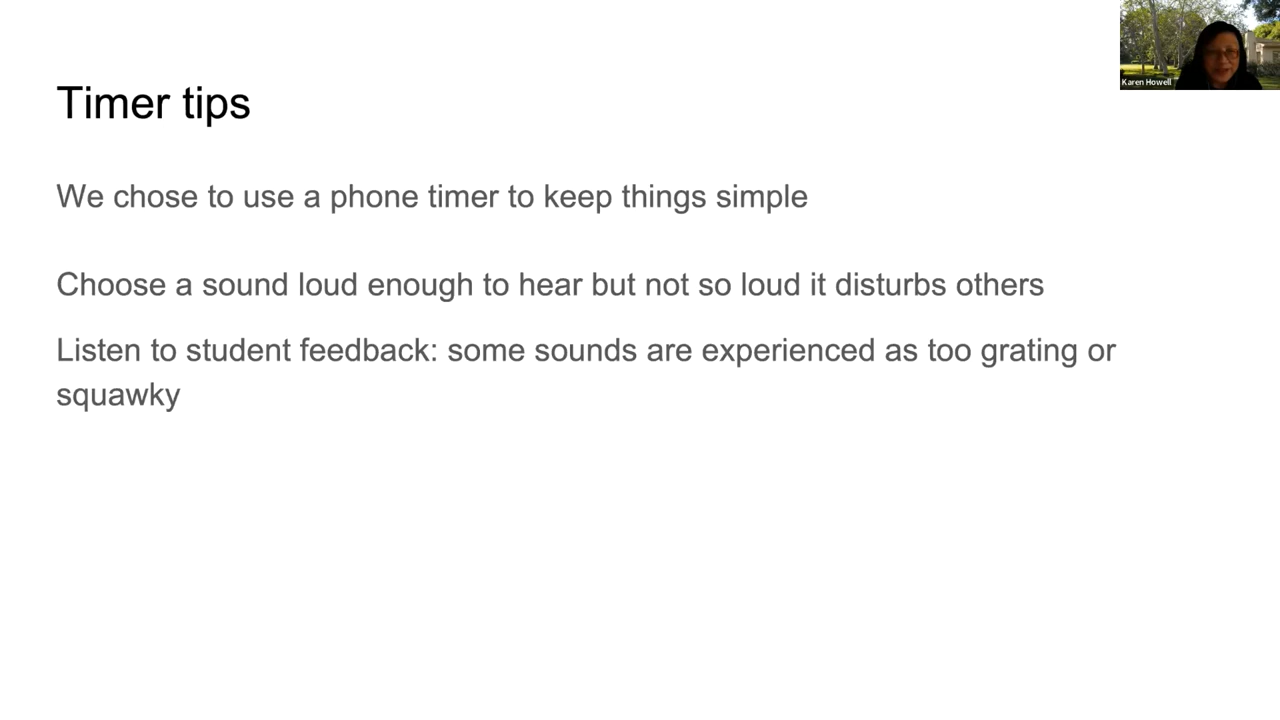 Karen Howell
Timer tips
We chose to use a phone timer to keep things simple
Choose a sound loud enough to hear but not so loud it disturbs others
Listen to student feedback: some sounds are experienced as too grating or
squawky